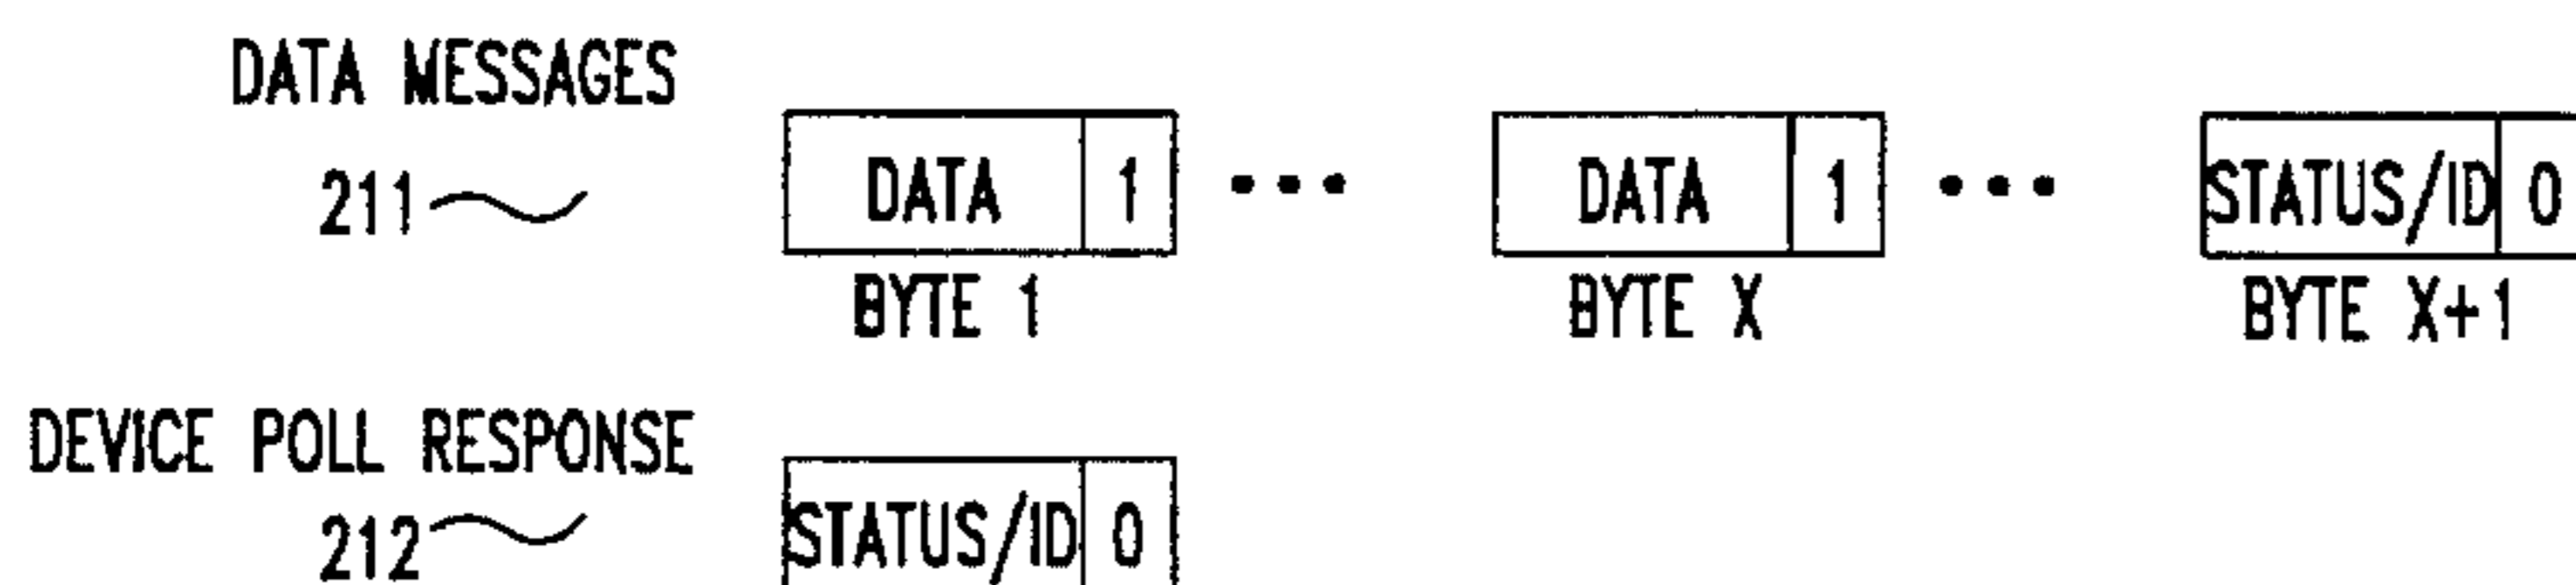 DATA MESSAGES
211 DATA 1 ••• DATA 1 ••• STATUS/ID 0
BYTE 1 BYTE X BYTE X+1
DEVICE POLL RESPONSE
212 STATUS/ID 0